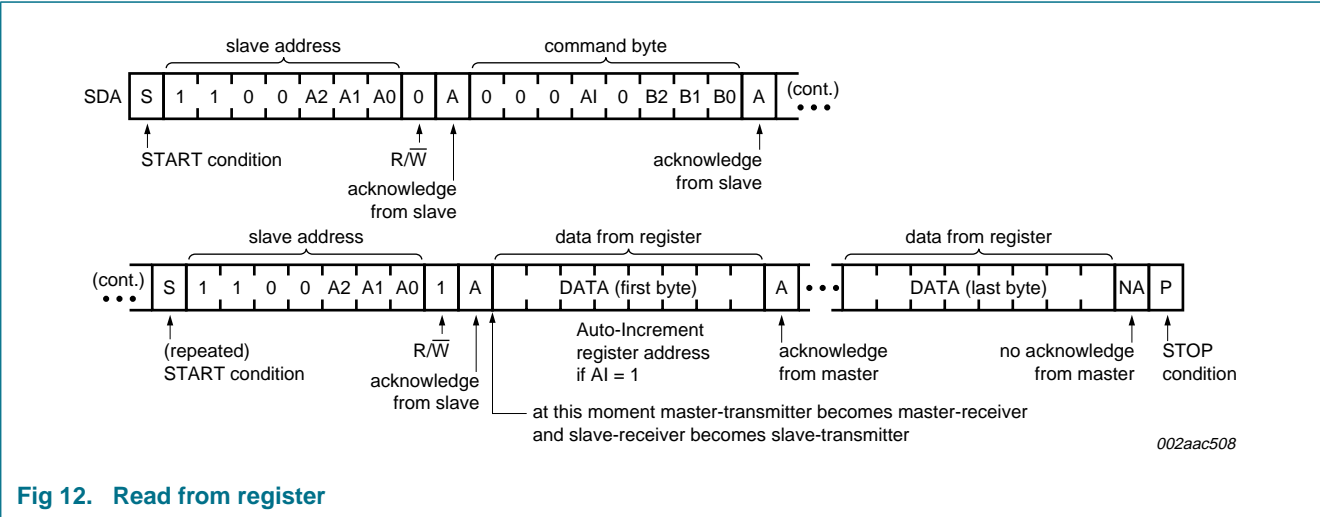 slave address command byte
SDA S 1 1 0 0 A2 A1 A0 0 A 0 0 0 AI 0 B2 B1 B0 A (cont.)
START condition R/W̅ acknowledge from slave acknowledge from slave
slave address data from register data from register
(cont.) S 1 1 0 0 A2 A1 A0 1 A DATA (first byte) A DATA (last byte) NA P
(repeated) START condition R/W̅ acknowledge from slave Auto-Increment register address if AI = 1 acknowledge from master no acknowledge from master STOP condition
at this moment master-transmitter becomes master-receiver
and slave-receiver becomes slave-transmitter
002aac508
Fig 12. Read from register